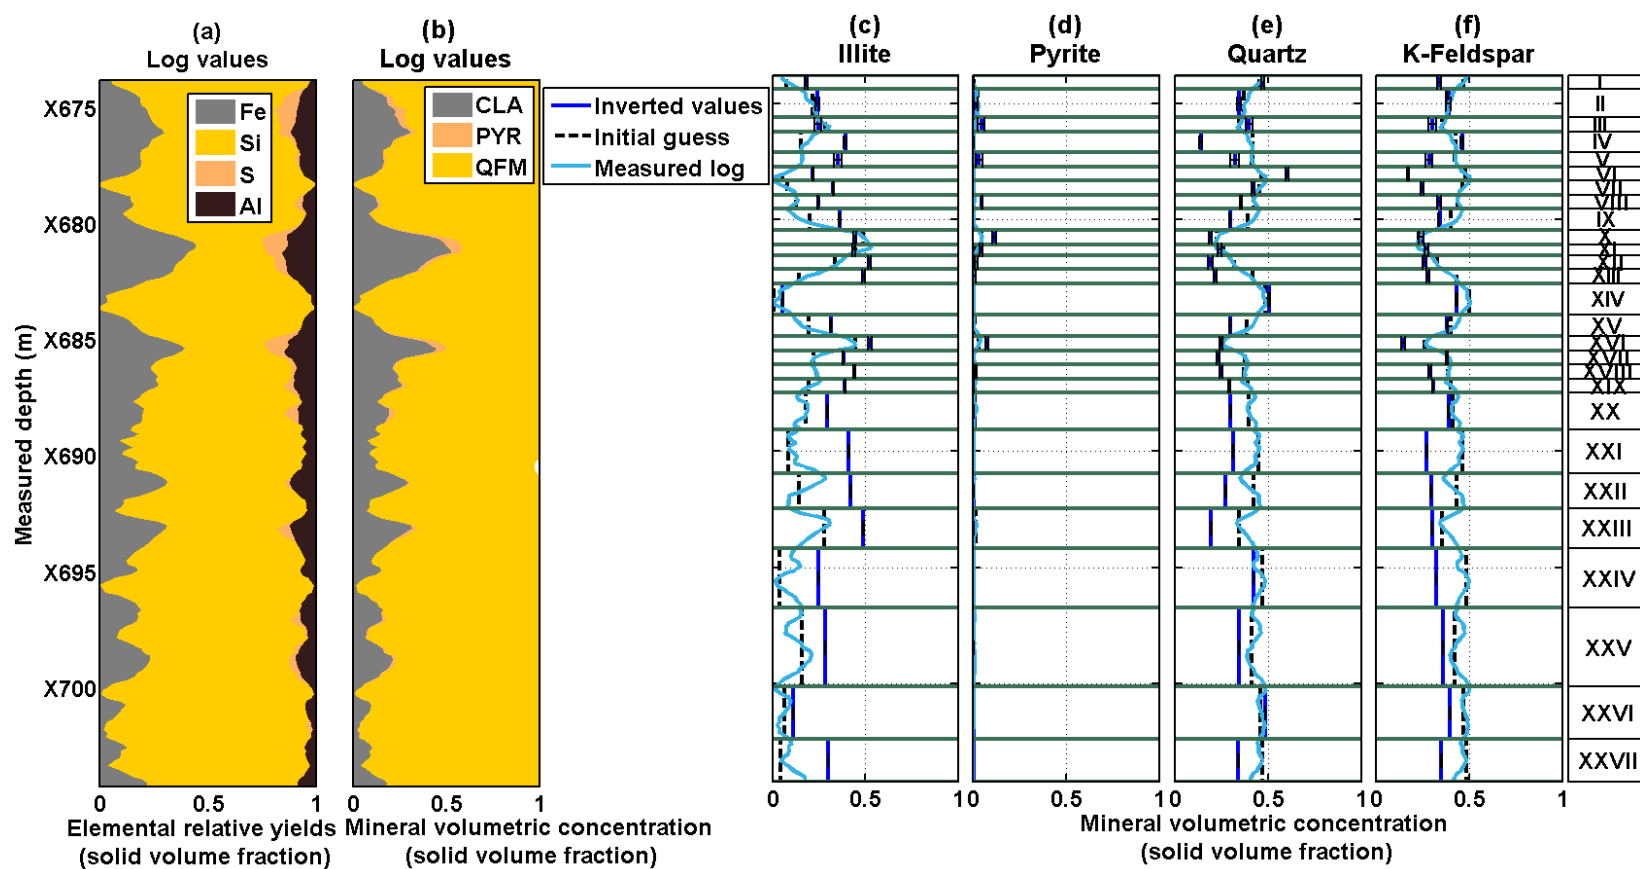 (a)
Log values
(b)
Log values
(c)
Illite
(d)
Pyrite
(e)
Quartz
(f)
K-Feldspar
Fe
Si
S
Al
CLA
PYR
QFM
Inverted values
Initial guess
Measured log
Measured depth (m)
X675
X680
X685
X690
X695
X700
0 0.5 1
Elemental relative yields
(solid volume fraction)
0 0.5 1
Mineral volumetric concentration
(solid volume fraction)
0 0.5 1
0 0.5 1
0 0.5 1
0 0.5 1
Mineral volumetric concentration
(solid volume fraction)
I
II
III
IV
V
VI
VII
VIII
IX
X
XI
XII
XIII
XIV
XV
XVI
XVII
XVIII
XIX
XX
XXI
XXII
XXIII
XXIV
XXV
XXVI
XXVII